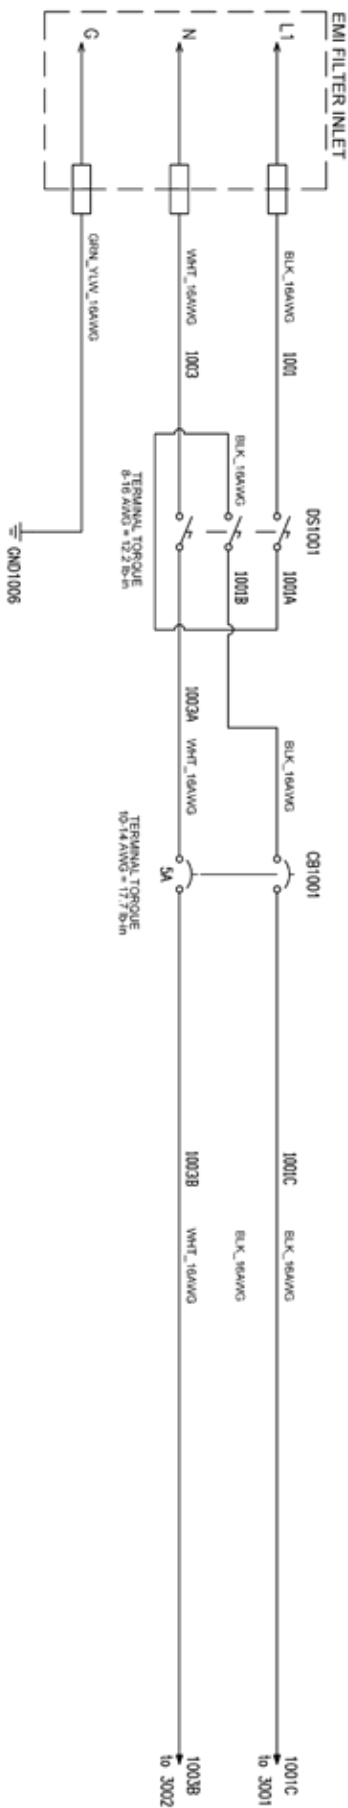 EMI FILTER INLET
L1
BLK_16AWG
1001
DS1001
1001A
BLK_16AWG
CB1001
1001C
BLK_16AWG
1001C
to 3001
BLK_16AWG
1001B
BLK_16AWG
N
WHT_16AWG
1003
1003A
WHT_16AWG
5A
1003B
WHT_16AWG
1003B
to 3002
TERMINAL TORQUE
8-16 AWG = 12.2 lb-in
TERMINAL TORQUE
10-14 AWG = 17.7 lb-in
G
GRN_YLW_16AWG
GND1006